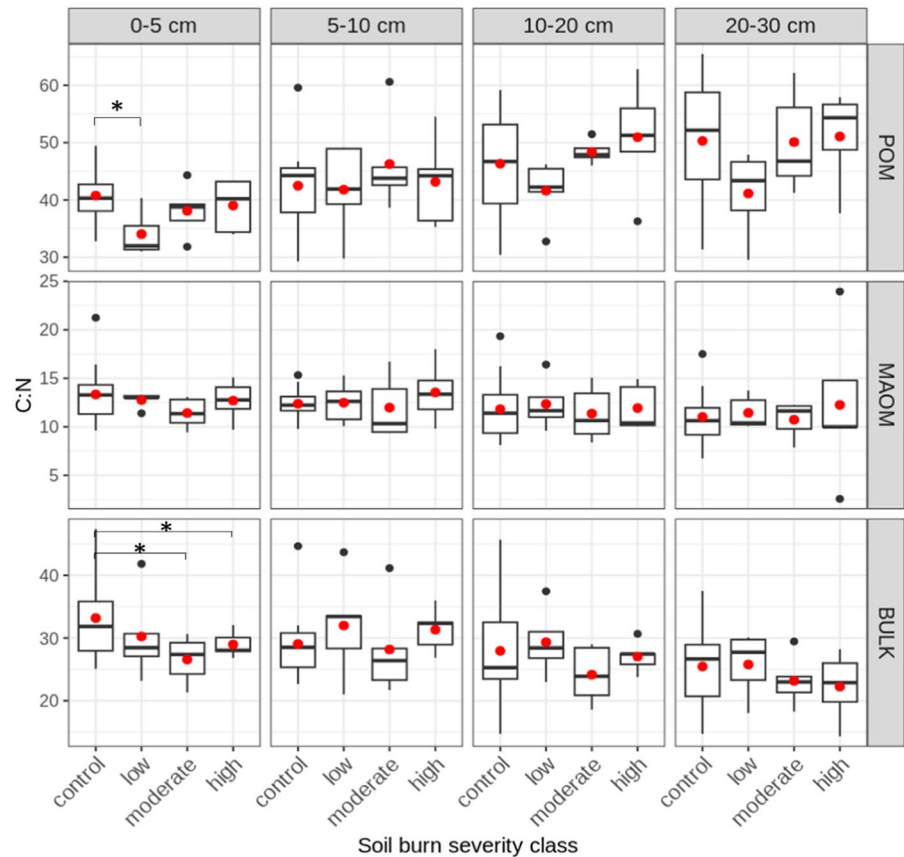 0-5 cm 5-10 cm 10-20 cm 20-30 cm
60
50
40
30
POM
25
20
15
10
5
MAOM
C:N
*
*
*
40
30
20
BULK
control low moderate high control low moderate high control low moderate high control low moderate high
Soil burn severity class